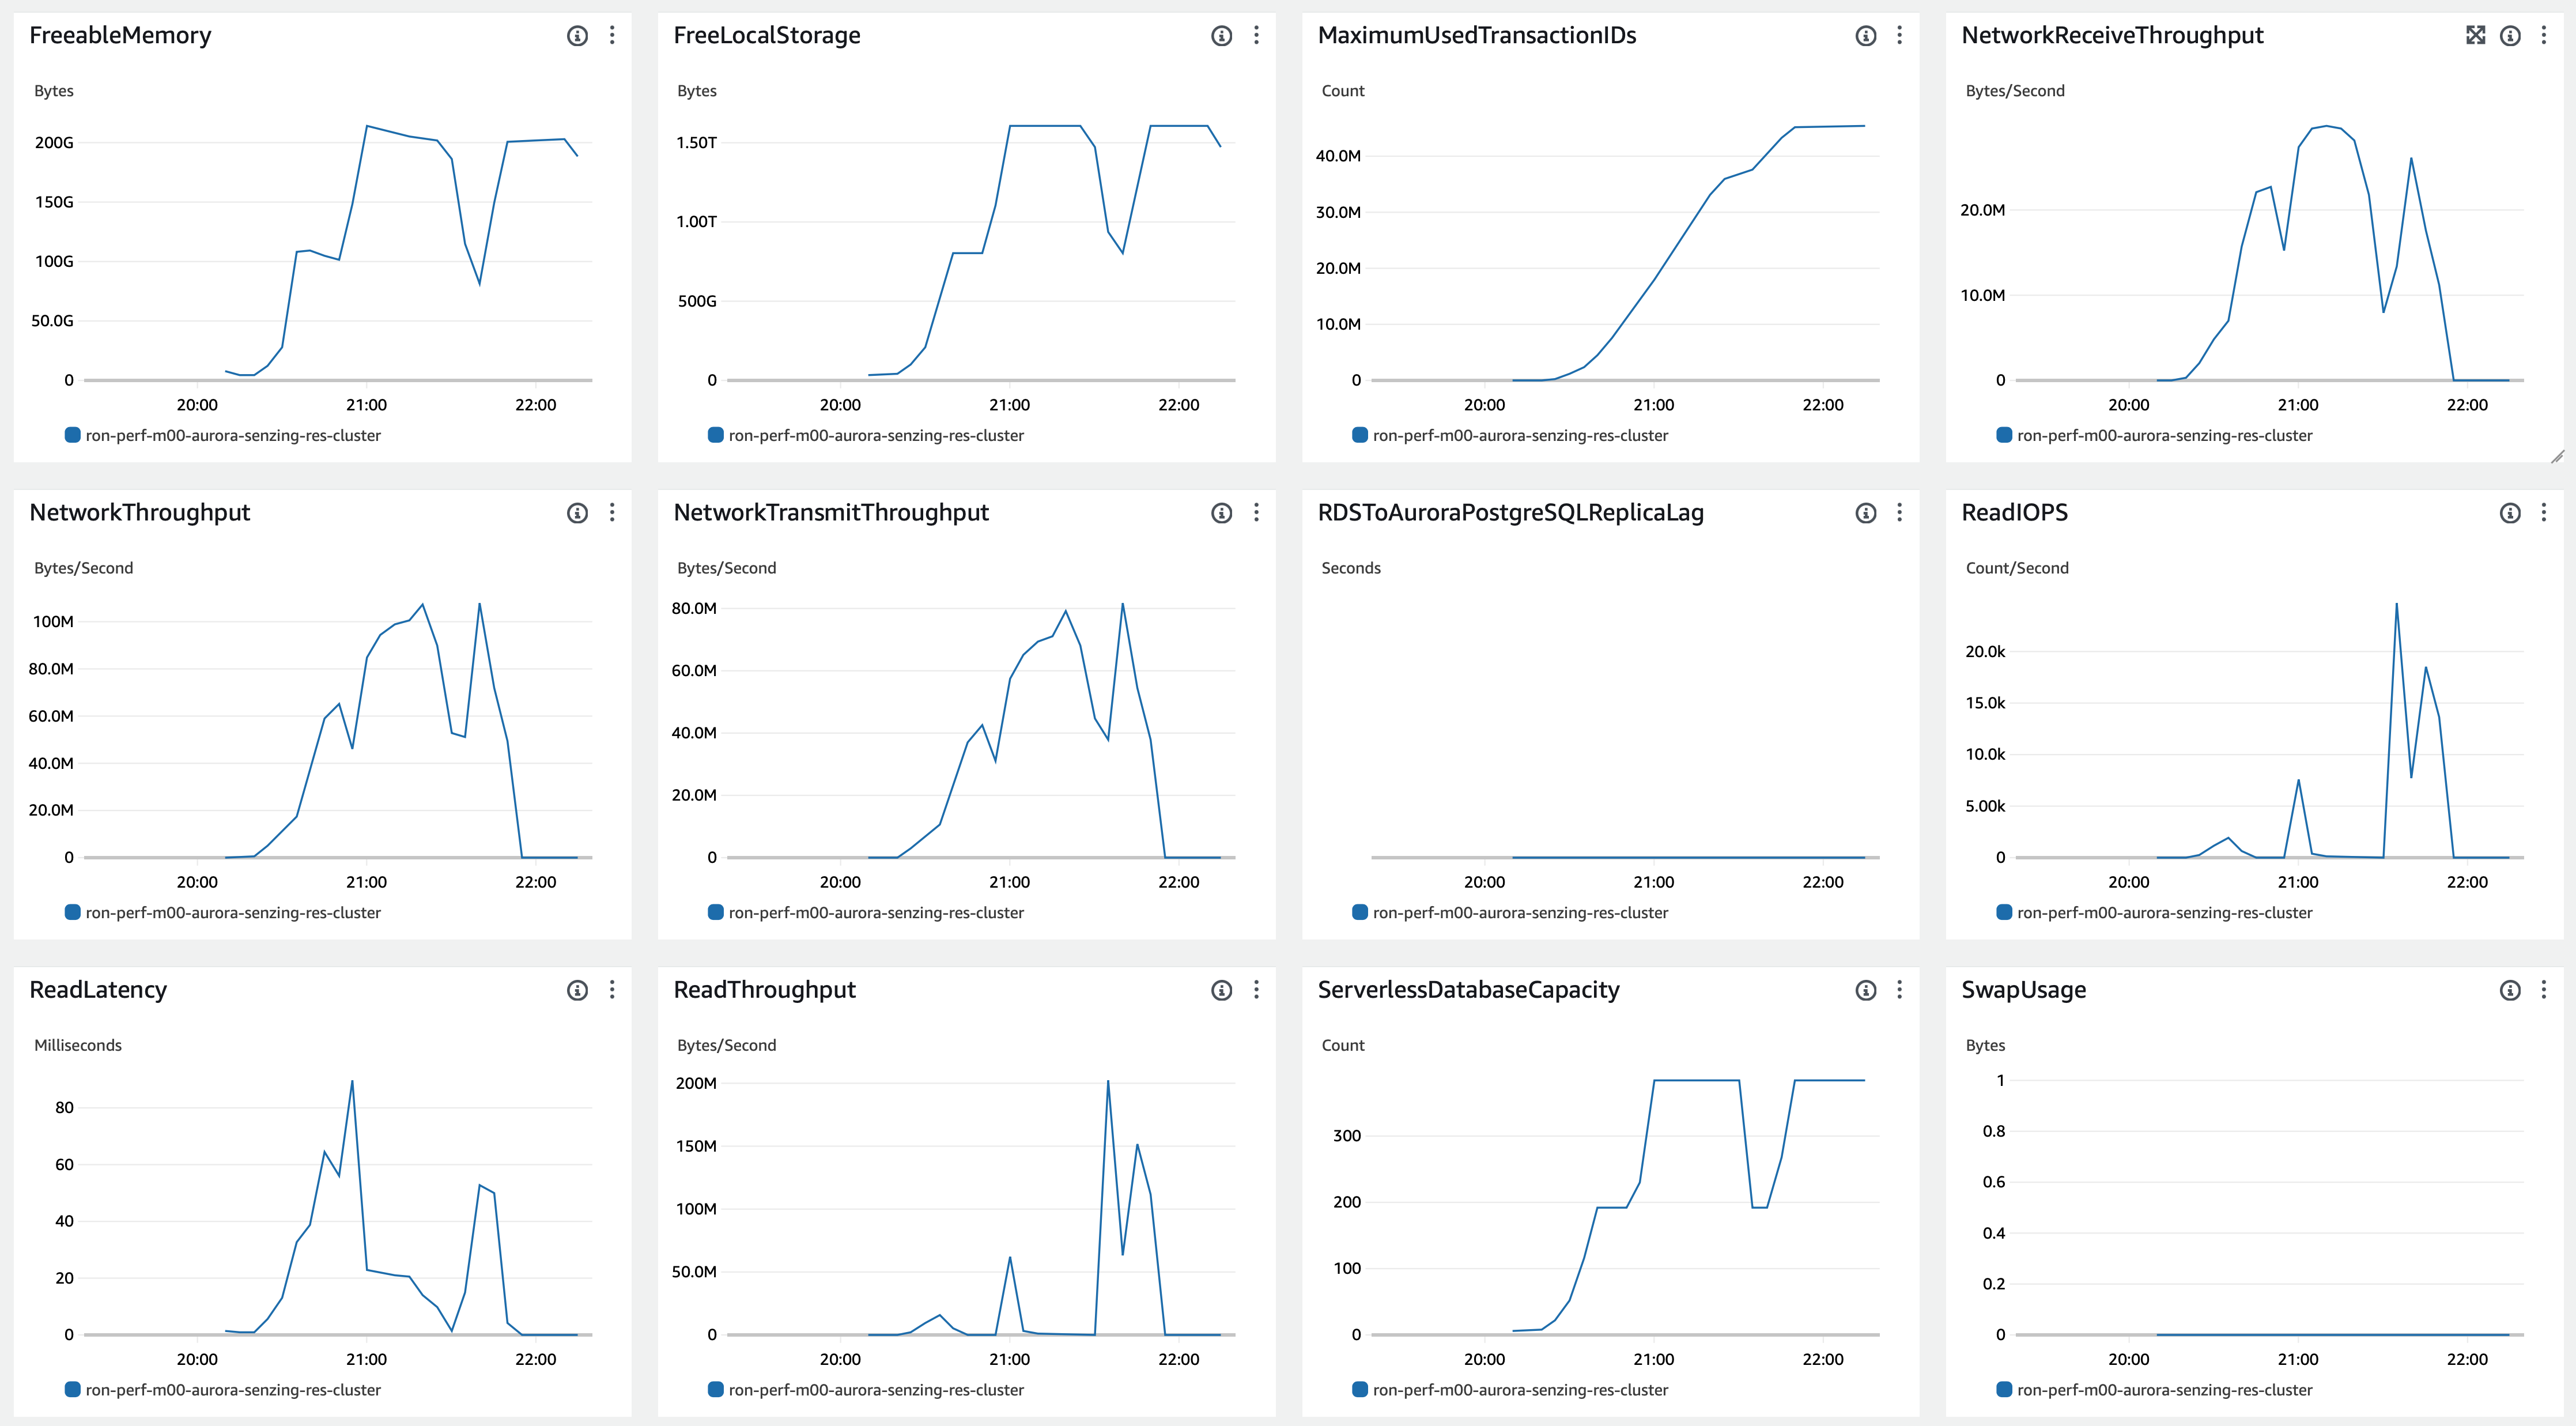 FreeableMemory
Bytes
200G
150G
100G
50.0G
0
20:00 21:00 22:00
ron-perf-m00-aurora-senzing-res-cluster
FreeLocalStorage
Bytes
1.50T
1.00T
500G
0
20:00 21:00 22:00
ron-perf-m00-aurora-senzing-res-cluster
MaximumUsedTransactionIDs
Count
40.0M
30.0M
20.0M
10.0M
0
20:00 21:00 22:00
ron-perf-m00-aurora-senzing-res-cluster
NetworkReceiveThroughput
Bytes/Second
20.0M
10.0M
0
20:00 21:00 22:00
ron-perf-m00-aurora-senzing-res-cluster
NetworkThroughput
Bytes/Second
100M
80.0M
60.0M
40.0M
20.0M
0
20:00 21:00 22:00
ron-perf-m00-aurora-senzing-res-cluster
NetworkTransmitThroughput
Bytes/Second
80.0M
60.0M
40.0M
20.0M
0
20:00 21:00 22:00
ron-perf-m00-aurora-senzing-res-cluster
RDSToAuroraPostgreSQLReplicaLag
Seconds
20:00 21:00 22:00
ron-perf-m00-aurora-senzing-res-cluster
ReadIOPS
Count/Second
20.0k
15.0k
10.0k
5.00k
0
20:00 21:00 22:00
ron-perf-m00-aurora-senzing-res-cluster
ReadLatency
Milliseconds
80
60
40
20
0
20:00 21:00 22:00
ron-perf-m00-aurora-senzing-res-cluster
ReadThroughput
Bytes/Second
200M
150M
100M
50.0M
0
20:00 21:00 22:00
ron-perf-m00-aurora-senzing-res-cluster
ServerlessDatabaseCapacity
Count
300
200
100
0
20:00 21:00 22:00
ron-perf-m00-aurora-senzing-res-cluster
SwapUsage
Bytes
1
0.8
0.6
0.4
0.2
0
20:00 21:00 22:00
ron-perf-m00-aurora-senzing-res-cluster